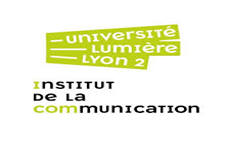 université
Lumière
Lyon 2
INSTITUT
DE LA
COMMUNICATION